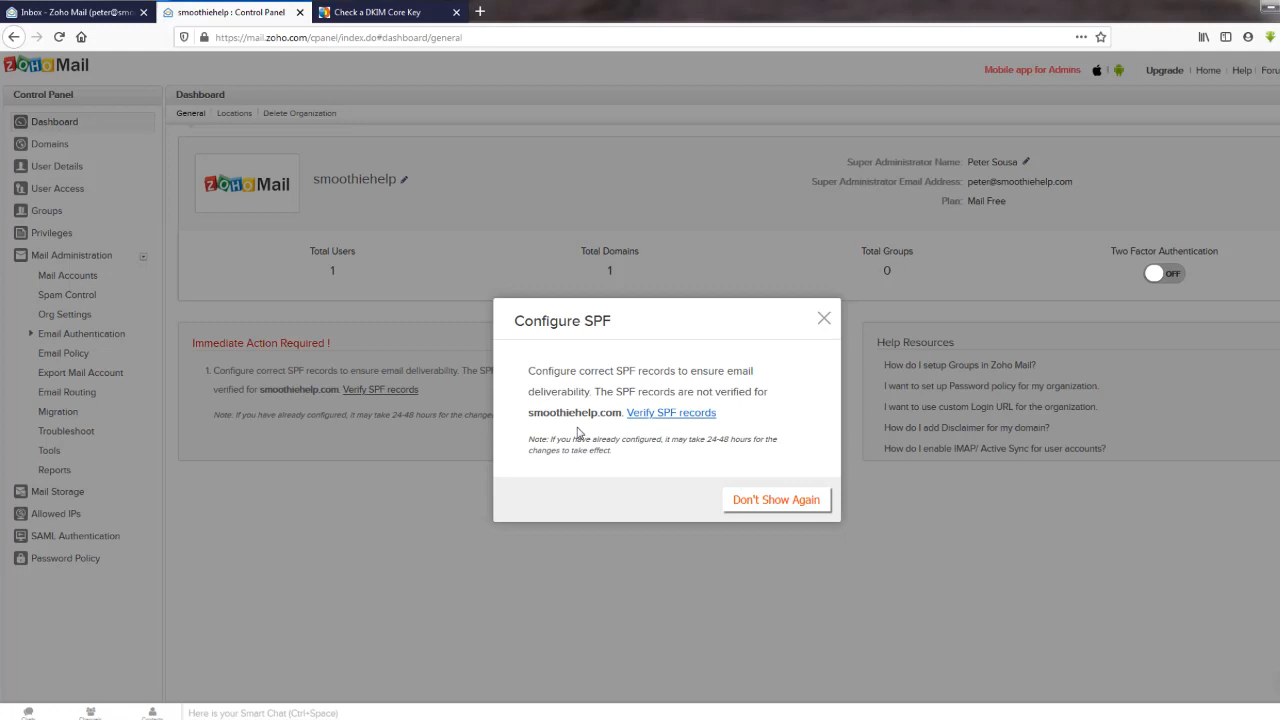 Inbox - Zoho Mail (peter@smo
smoothiehelp : Control Panel
Check a DKIM Core Key
https://mail.zoho.com/cpanel/index.do#dashboard/general
ZOHO Mail
Mobile app for Admins
Upgrade
Home
Help
Foru
Control Panel
Dashboard
Domains
User Details
User Access
Groups
Privileges
Mail Administration
Mail Accounts
Spam Control
Org Settings
Email Authentication
Email Policy
Export Mail Account
Email Routing
Migration
Troubleshoot
Tools
Reports
Mail Storage
Allowed IPs
SAML Authentication
Password Policy
Dashboard
General
Locations
Delete Organization
ZOHO Mail
smoothiehelp
Super Administrator Name: Peter Sousa
Super Administrator Email Address: peter@smoothiehelp.com
Plan: Mail Free
Total Users
1
Total Domains
1
Total Groups
0
Two Factor Authentication
OFF
Immediate Action Required !
1. Configure correct SPF records to ensure email deliverability. The SPF
verified for smoothiehelp.com. Verify SPF records
Note: If you have already configured, it may take 24-48 hours for the changes
Configure SPF
Configure correct SPF records to ensure email
deliverability. The SPF records are not verified for
smoothiehelp.com. Verify SPF records
Note: If you have already configured, it may take 24-48 hours for the
changes to take effect.
Don't Show Again
Help Resources
How do I setup Groups in Zoho Mail?
I want to set up Password policy for my organization.
I want to use custom Login URL for the organization.
How do I add Disclaimer for my domain?
How do I enable IMAP/ Active Sync for user accounts?
Here is your Smart Chat (Ctrl+Space)